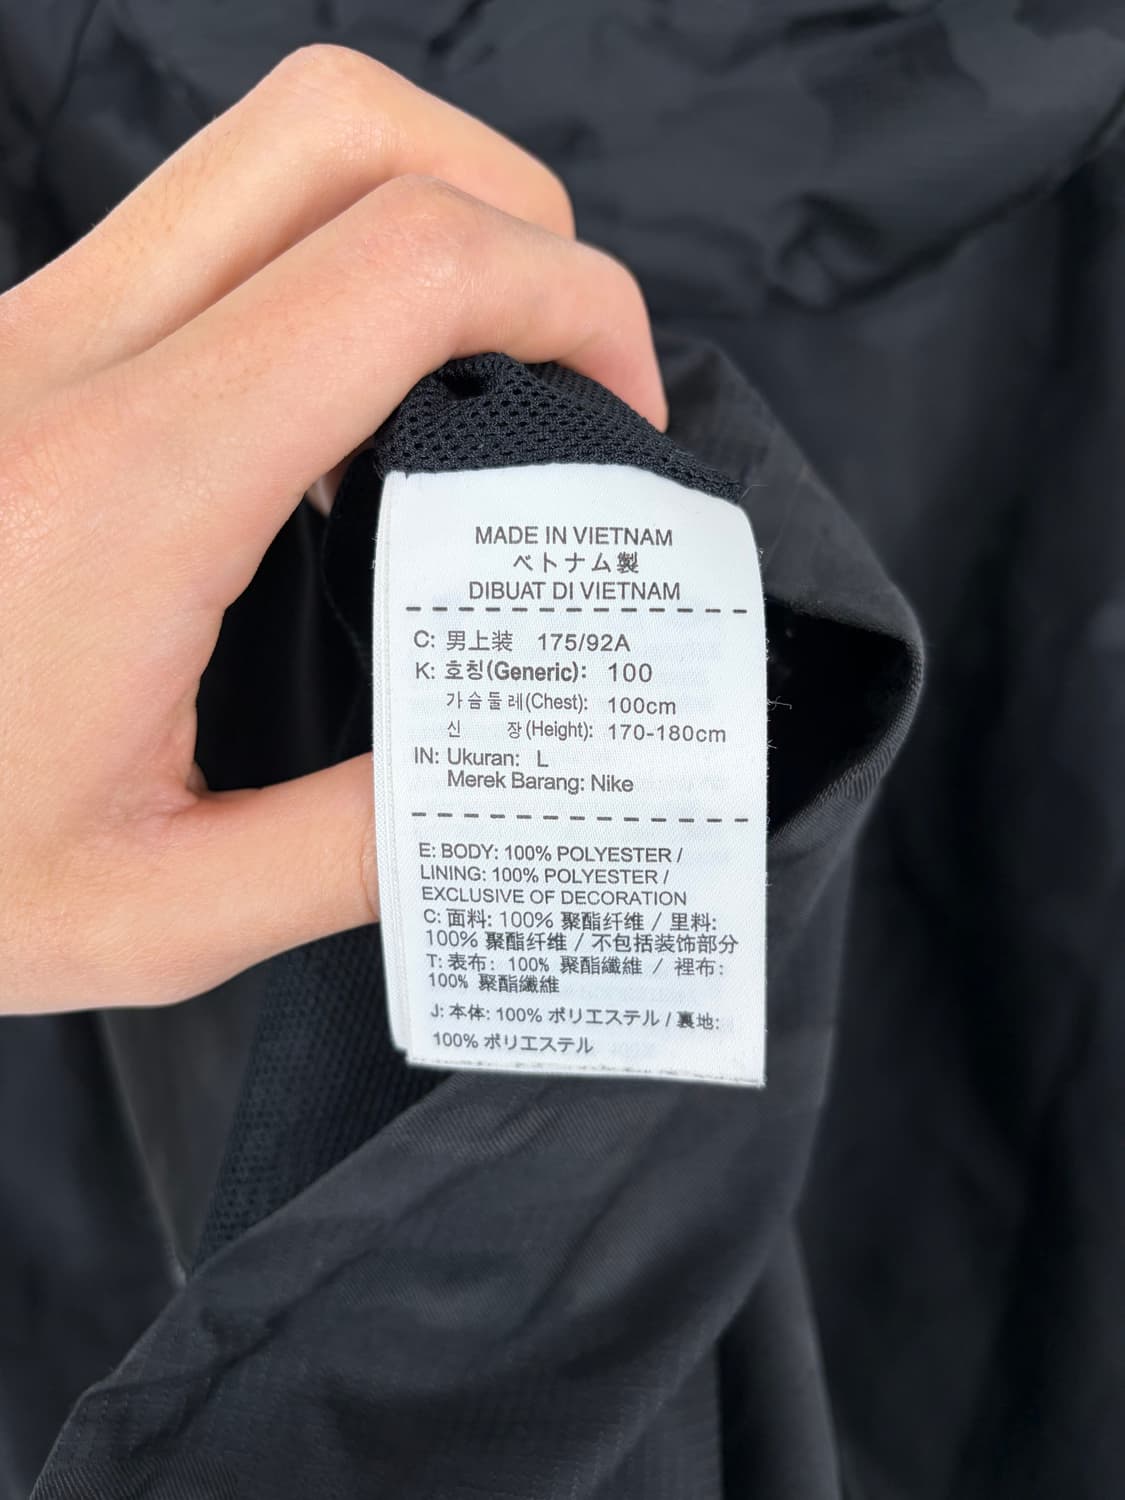 MADE IN VIETNAM
ベトナム製
DIBUAT DI VIETNAM
C: 男上装 175/92A
K: 호칭(Generic): 100
가슴둘레(Chest): 100cm
신 장(Height): 170-180cm
IN: Ukuran: L
Merek Barang: Nike
E: BODY: 100% POLYESTER /
LINING: 100% POLYESTER /
EXCLUSIVE OF DECORATION
C: 面料: 100% 聚酯纤维 / 里料:
100% 聚酯纤维 / 不包括装饰部分
T: 表布: 100% 聚酯纖維 / 裡布:
100% 聚酯纖維
J: 本体: 100% ポリエステル / 裏地:
100% ポリエステル